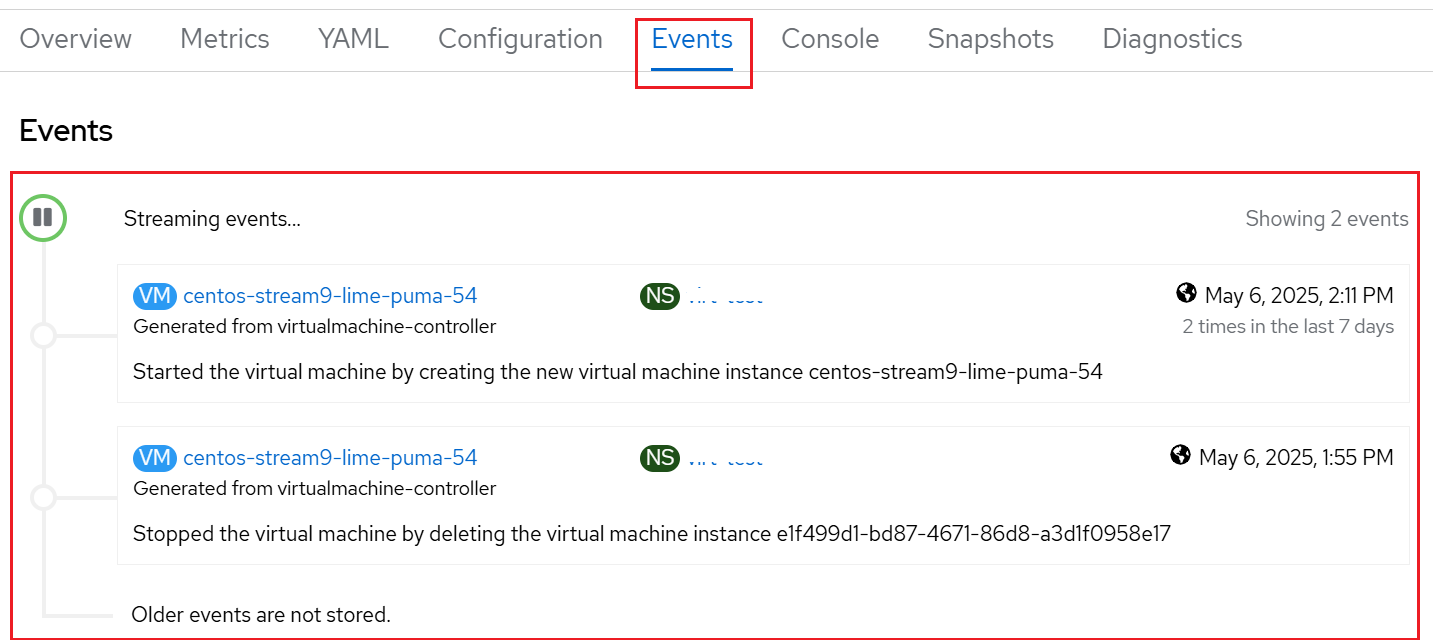 Overview Metrics YAML Configuration Events Console Snapshots Diagnostics
Events
Streaming events... Showing 2 events
VM centos-stream9-lime-puma-54 NS May 6, 2025, 2:11 PM
Generated from virtualmachine-controller 2 times in the last 7 days
Started the virtual machine by creating the new virtual machine instance centos-stream9-lime-puma-54
VM centos-stream9-lime-puma-54 NS May 6, 2025, 1:55 PM
Generated from virtualmachine-controller
Stopped the virtual machine by deleting the virtual machine instance e1f499d1-bd87-4671-86d8-a3d1f0958e17
Older events are not stored.